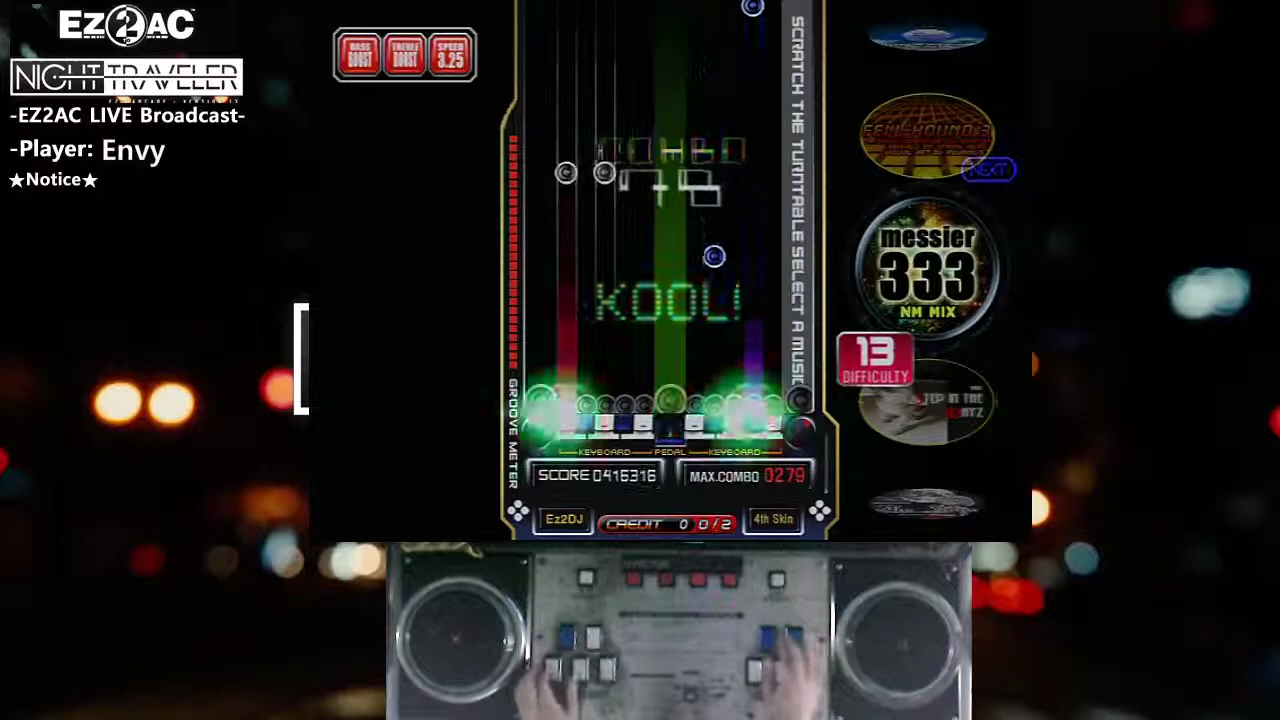 EZ2AC
NIGHT TRAVELER
-EZ2AC LIVE Broadcast-
-Player: Envy
★Notice★
BASS BOOST
TREBLE BOOST
SPEED 3.25
SCRATCH THE TURNTABLE SELECT A MUSIC
COMBO
KOOL!
NEXT
messier
333
NM MIX
13
DIFFICULTY
GROOVE METER
KEYBOARD PEDAL KEYBOARD
SCORE 0416316
MAX.COMBO 0279
Ez2DJ
CREDIT 0 0/2
4th Skin